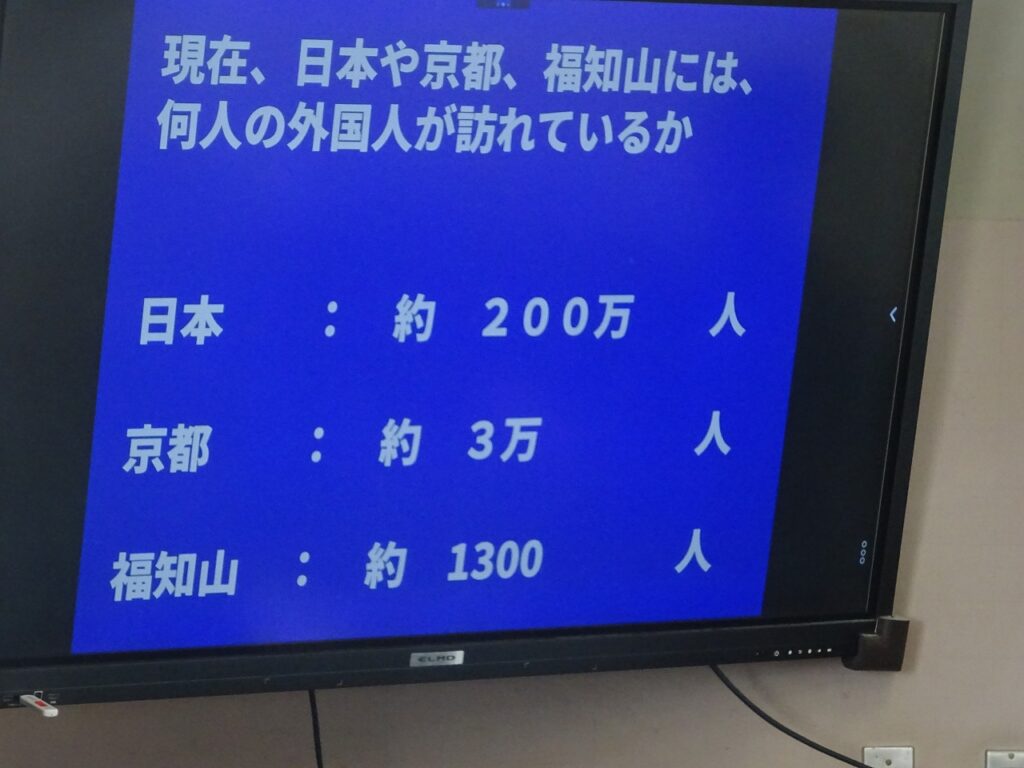 現在、日本や京都、福知山には、
何人の外国人が訪れているか
日本 : 約 200万 人
京都 : 約 3万 人
福知山 : 約 1300 人
ELMO